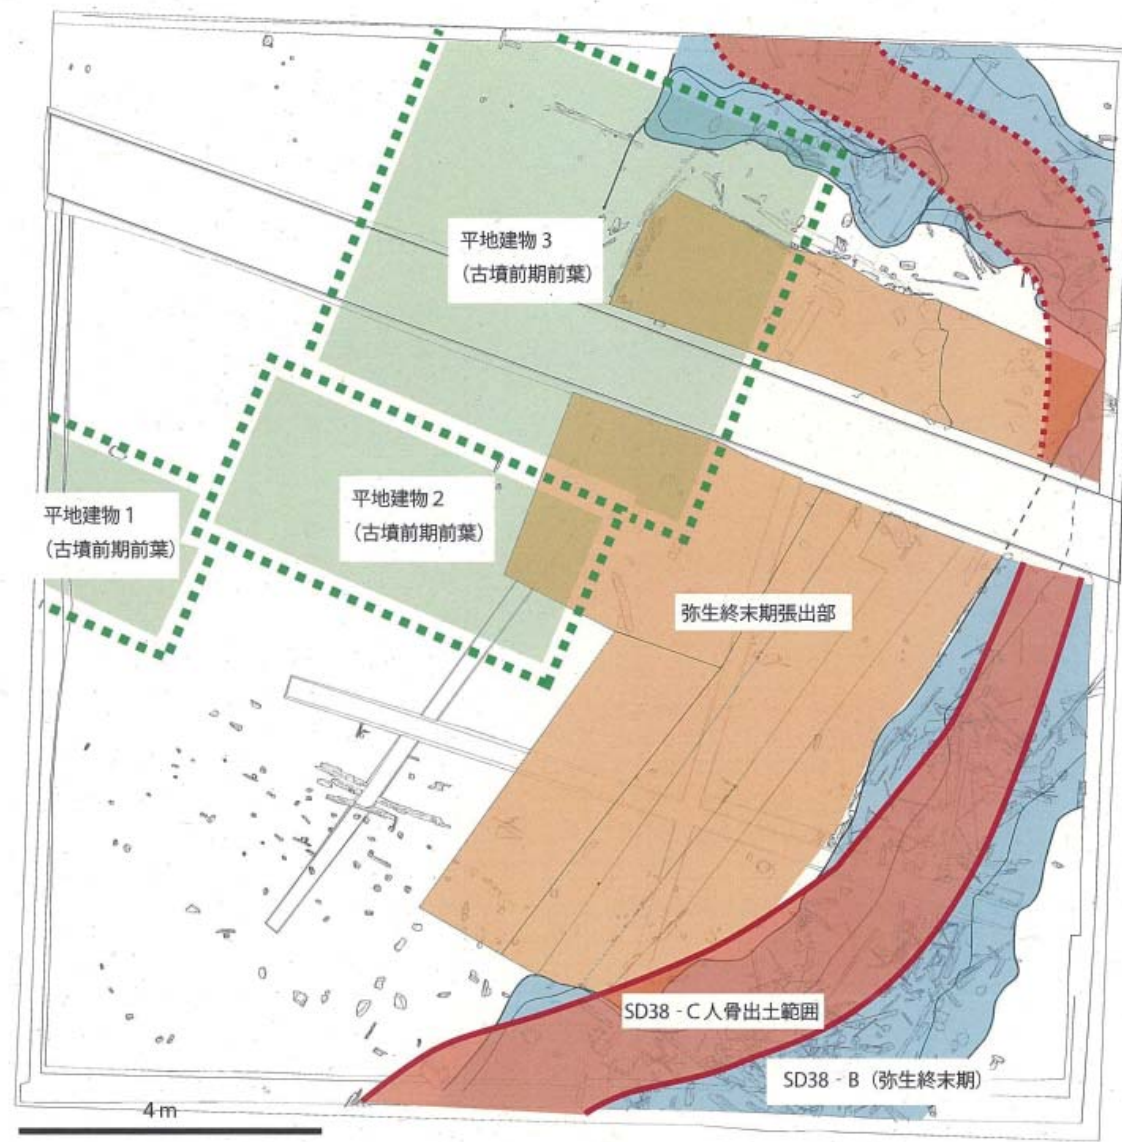 平地建物 3
（古墳前期前葉）
平地建物 1
（古墳前期前葉）
平地建物 2
（古墳前期前葉）
弥生終末期張出部
SD38 - C 人骨出土範囲
SD38 - B（弥生終末期）
4 m